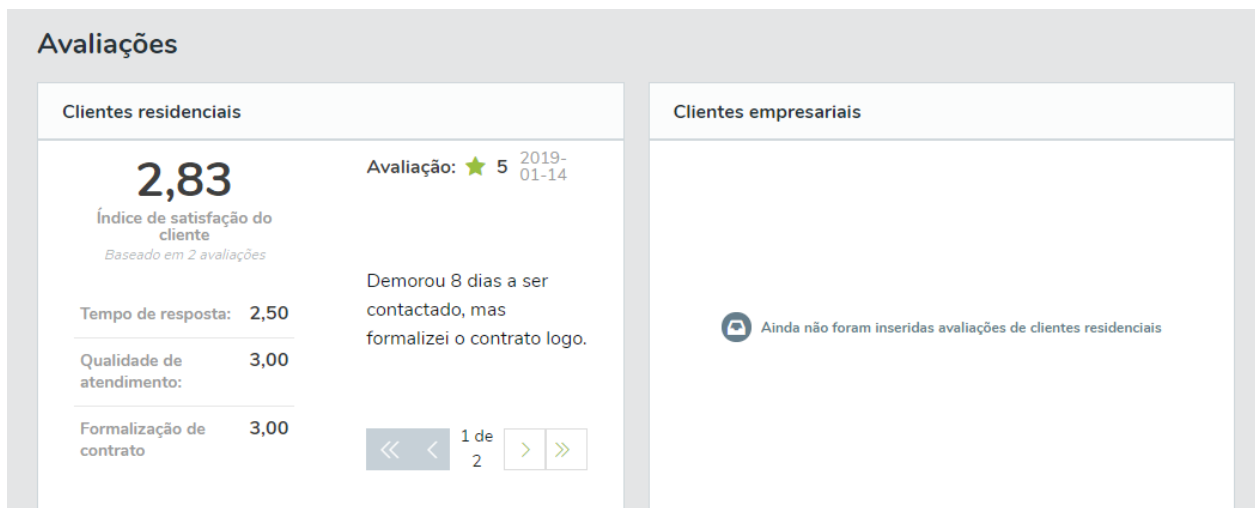 Avaliações
Clientes residenciais
2,83
Índice de satisfação do
cliente
Baseado em 2 avaliações
Tempo de resposta: 2,50
Qualidade de
atendimento:
3,00
Formalização de
contrato
3,00
Avaliação: 5
2019-
01-14
Demorou 8 dias a ser
contactado, mas
formalizei o contrato logo.
1 de
2
Clientes empresariais
Ainda não foram inseridas avaliações de clientes residenciais